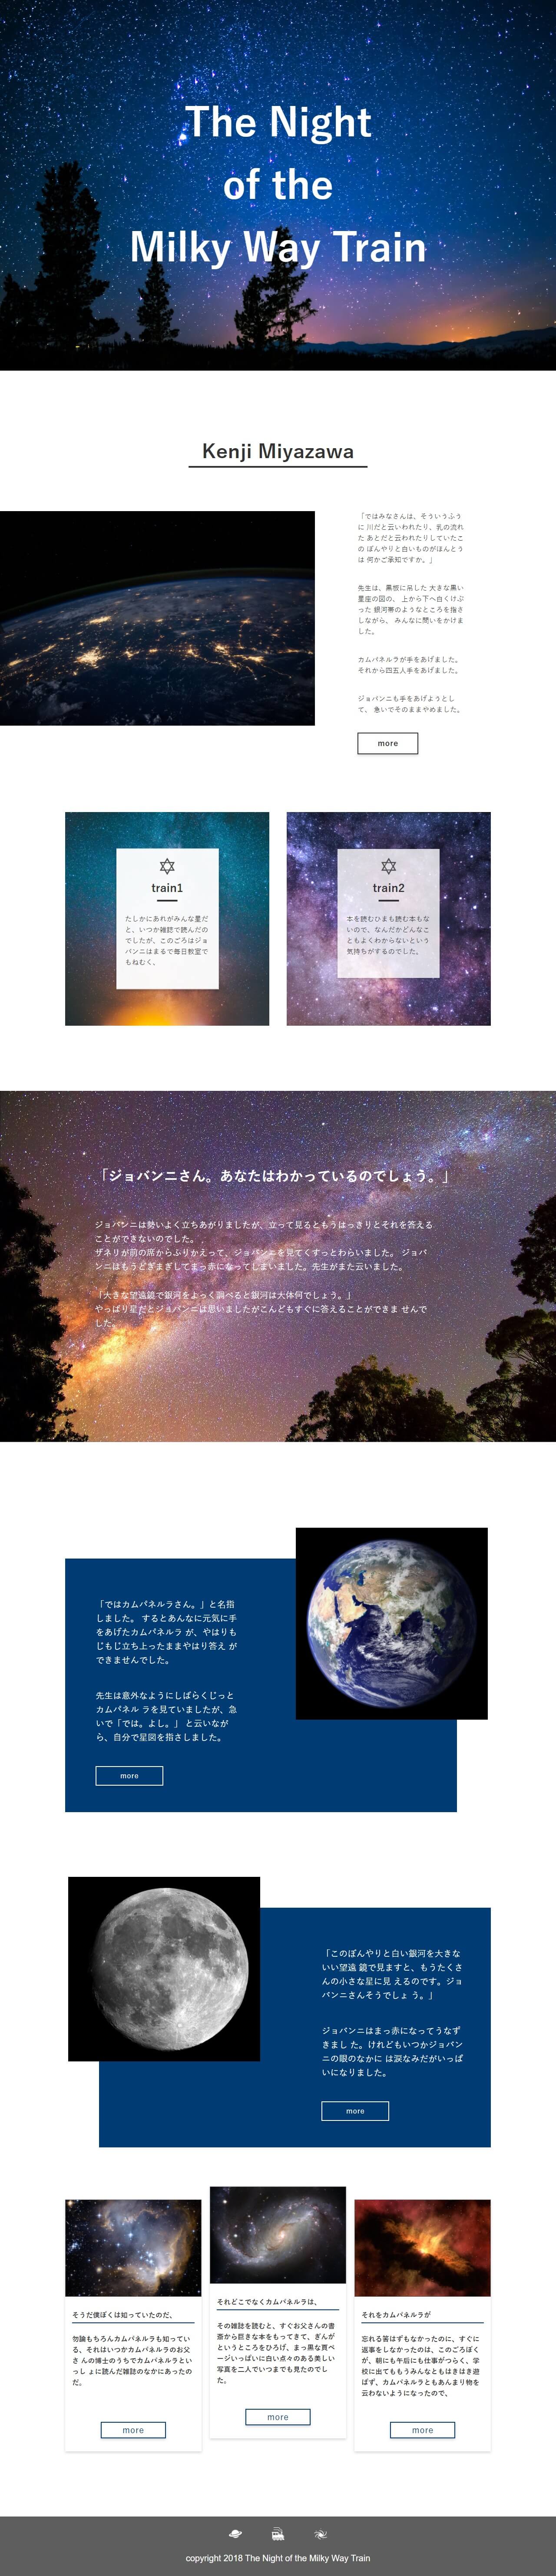 The Night
of the
Milky Way Train
Kenji Miyazawa
「ではみなさんは、そういうふう
に 川だと云いわれたり、乳の流れ
た あとだと云われたりしていたこ
の ぼんやりと白いものがほんとう
は 何かご承知ですか。」
先生は、黒板に吊した 大きな黒い
星座の図の、 上から下へ白くけぶ
った 銀河帯のようなところを指さ
しながら、 みんなに問いをかけま
した。
カムパネルラが手をあげました。
それから四五人手をあげました。
ジョバンニも手をあげようとし
て、 急いでそのままやめました。
more
train1
たしかにあれがみんな星だ
と、いつか雑誌で読んだの
でしたが、このごろはジョ
バンニはまるで毎日教室で
もねむく、
train2
本を読むひまも読む本もな
いので、なんだかどんなこ
ともよくわからないという
気持ちがするのでした。
「ジョバンニさん。あなたはわかっているのでしょう。」
ジョバンニは勢いよく立ちあがりましたが、立って見るともうはっきりとそれを答える
ことができないのでした。
ザネリが前の席からふりかえって、ジョバンニを見てくすっとわらいました。 ジョバ
ンニはもうどぎまぎしてまっ赤になってしまいました。先生がまた云いました。
「大きな望遠鏡で銀河をよっく調べると銀河は大体何でしょう。」
やっぱり星だとジョバンニは思いましたがこんどもすぐに答えることができま せんで
した。
「ではカムパネルラさん。」と名指
しました。 するとあんなに元気に手
をあげたカムパネルラ が、やはりも
じもじ立ち上ったままやはり答え が
できませんでした。
先生は意外なようにしばらくじっと
カムパネル ラを見ていましたが、急
いで「では。よし。」 と云いなが
ら、自分で星図を指さしました。
more
「このぼんやりと白い銀河を大きな
いい望遠 鏡で見ますと、もうたくさ
んの小さな星に見 えるのです。ジョ
バンニさんそうでしょ う。」
ジョバンニはまっ赤になってうなず
きまし た。けれどもいつかジョバン
ニの眼のなかに は涙なみだがいっぱ
いになりました。
more
そうだ僕ぼくは知っていたのだ、
勿論もちろんカムパネルラも知ってい
る、それはいつかカムパネルラのお父
さ んの博士のうちでカムパネルラとい
っし ょに読んだ雑誌のなかにあったの
だ。
more
それどこでなくカムパネルラは、
その雑誌を読むと、すぐお父さんの書
斎から巨きな本をもってきて、ぎんが
というところをひろげ、まっ黒な頁ペ
ージいっぱいに白い点々のある美しい
写真を二人でいつまでも見たのでし
た。
more
それをカムパネルラが
忘れる筈はずもなかったのに、すぐに
返事をしなかったのは、このごろぼく
が、朝にも午后にも仕事がつらく、学
校に出てももうみんなともはきはき遊
ばず、カムパネルラともあんまり物を
云わないようになったので、
more
copyright 2018 The Night of the Milky Way Train